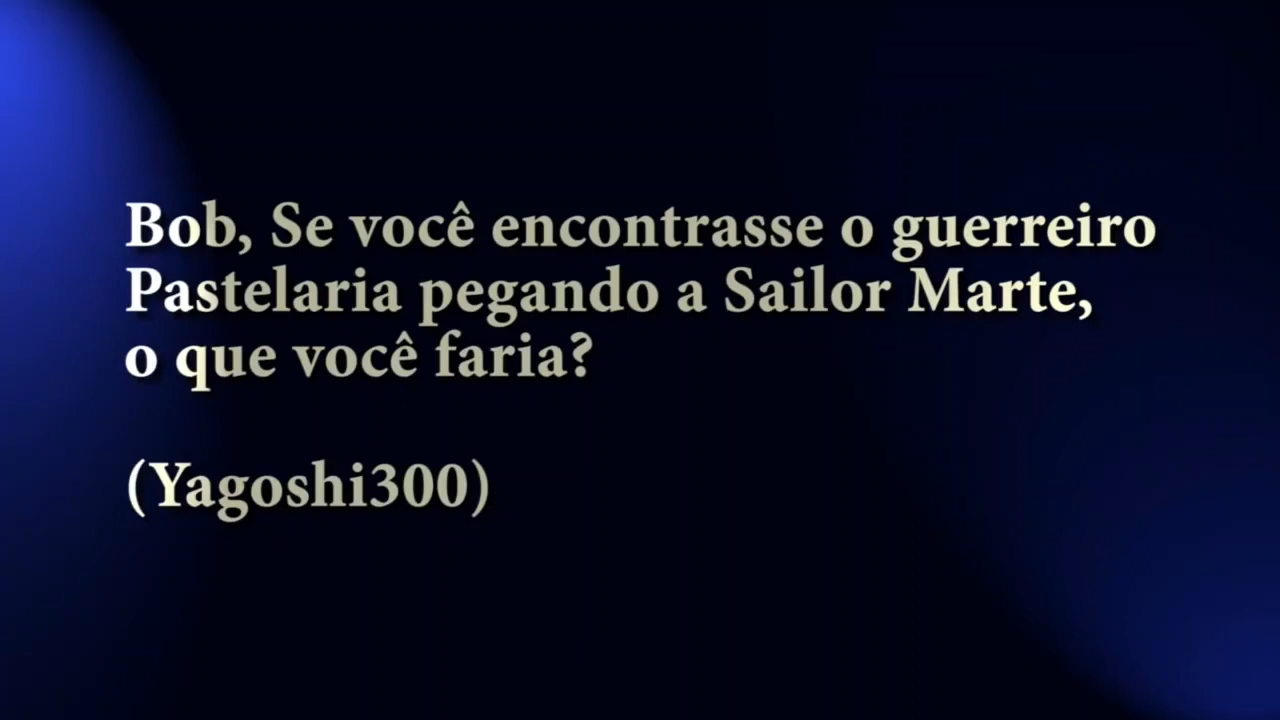 Bob, Se você encontrasse o guerreiro
Pastelaria pegando a Sailor Marte,
o que você faria?
(Yagoshi300)